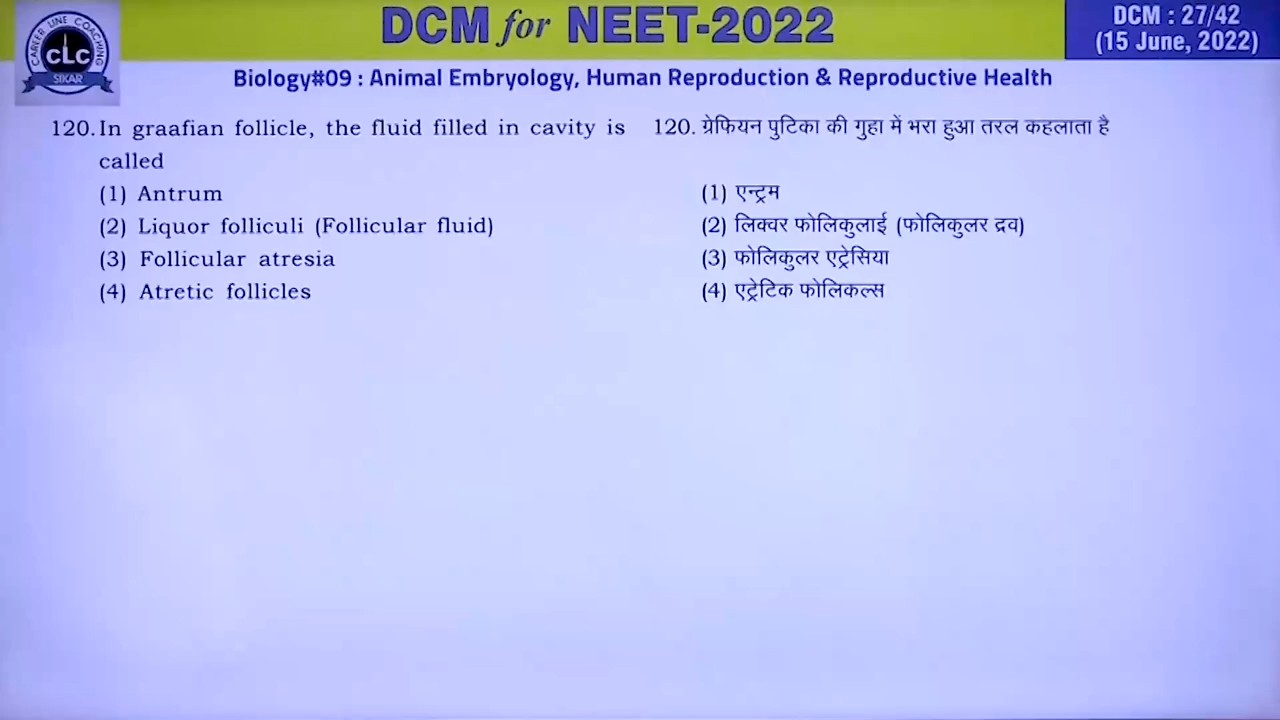 DCM for NEET-2022
DCM : 27/42
(15 June, 2022)
CAREER LINE COACHING
CLC
SIKAR
Biology#09 : Animal Embryology, Human Reproduction & Reproductive Health
120. In graafian follicle, the fluid filled in cavity is
called
(1) Antrum
(2) Liquor folliculi (Follicular fluid)
(3) Follicular atresia
(4) Atretic follicles
120. ग्रेफियन पुटिका की गुहा में भरा हुआ तरल कहलाता है
(1) एन्ट्रम
(2) लिक्वर फोलिकुलाई (फोलिकुलर द्रव)
(3) फोलिकुलर एट्रेसिया
(4) एट्रेटिक फोलिकल्स